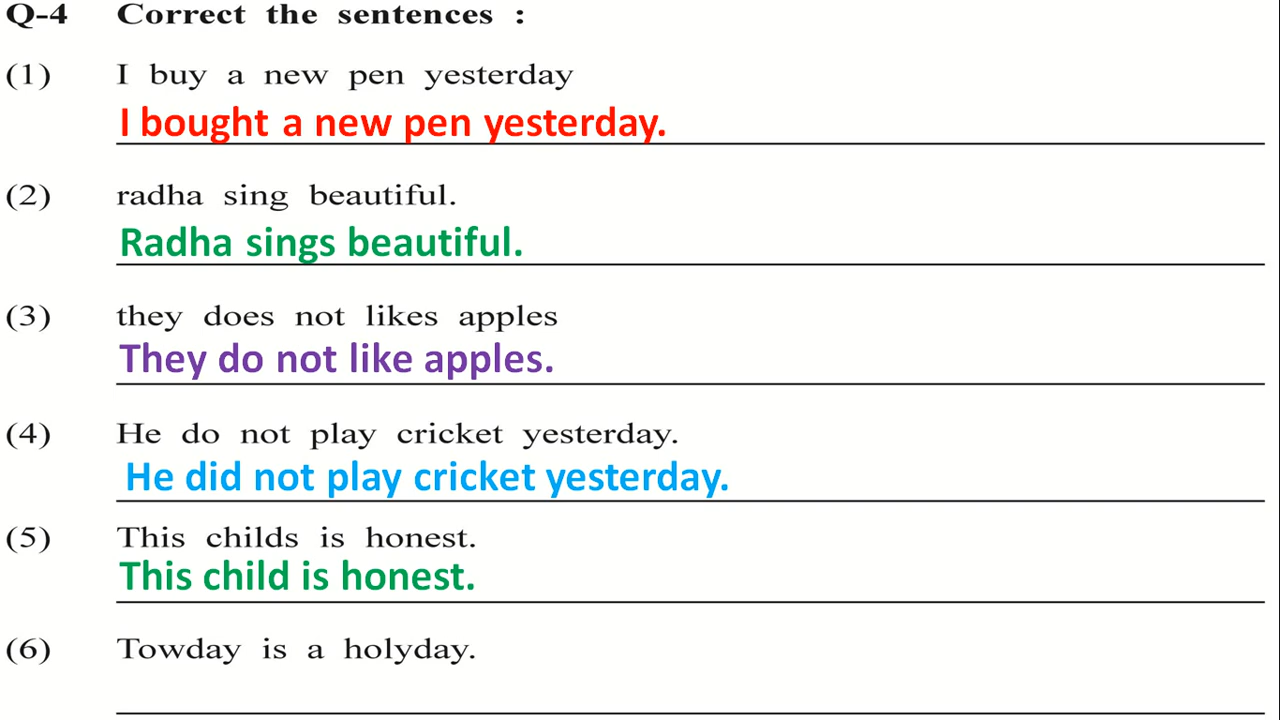 Q-4 Correct the sentences :
(1) I buy a new pen yesterday
I bought a new pen yesterday.
(2) radha sing beautiful.
Radha sings beautiful.
(3) they does not likes apples
They do not like apples.
(4) He do not play cricket yesterday.
He did not play cricket yesterday.
(5) This childs is honest.
This child is honest.
(6) Towday is a holyday.